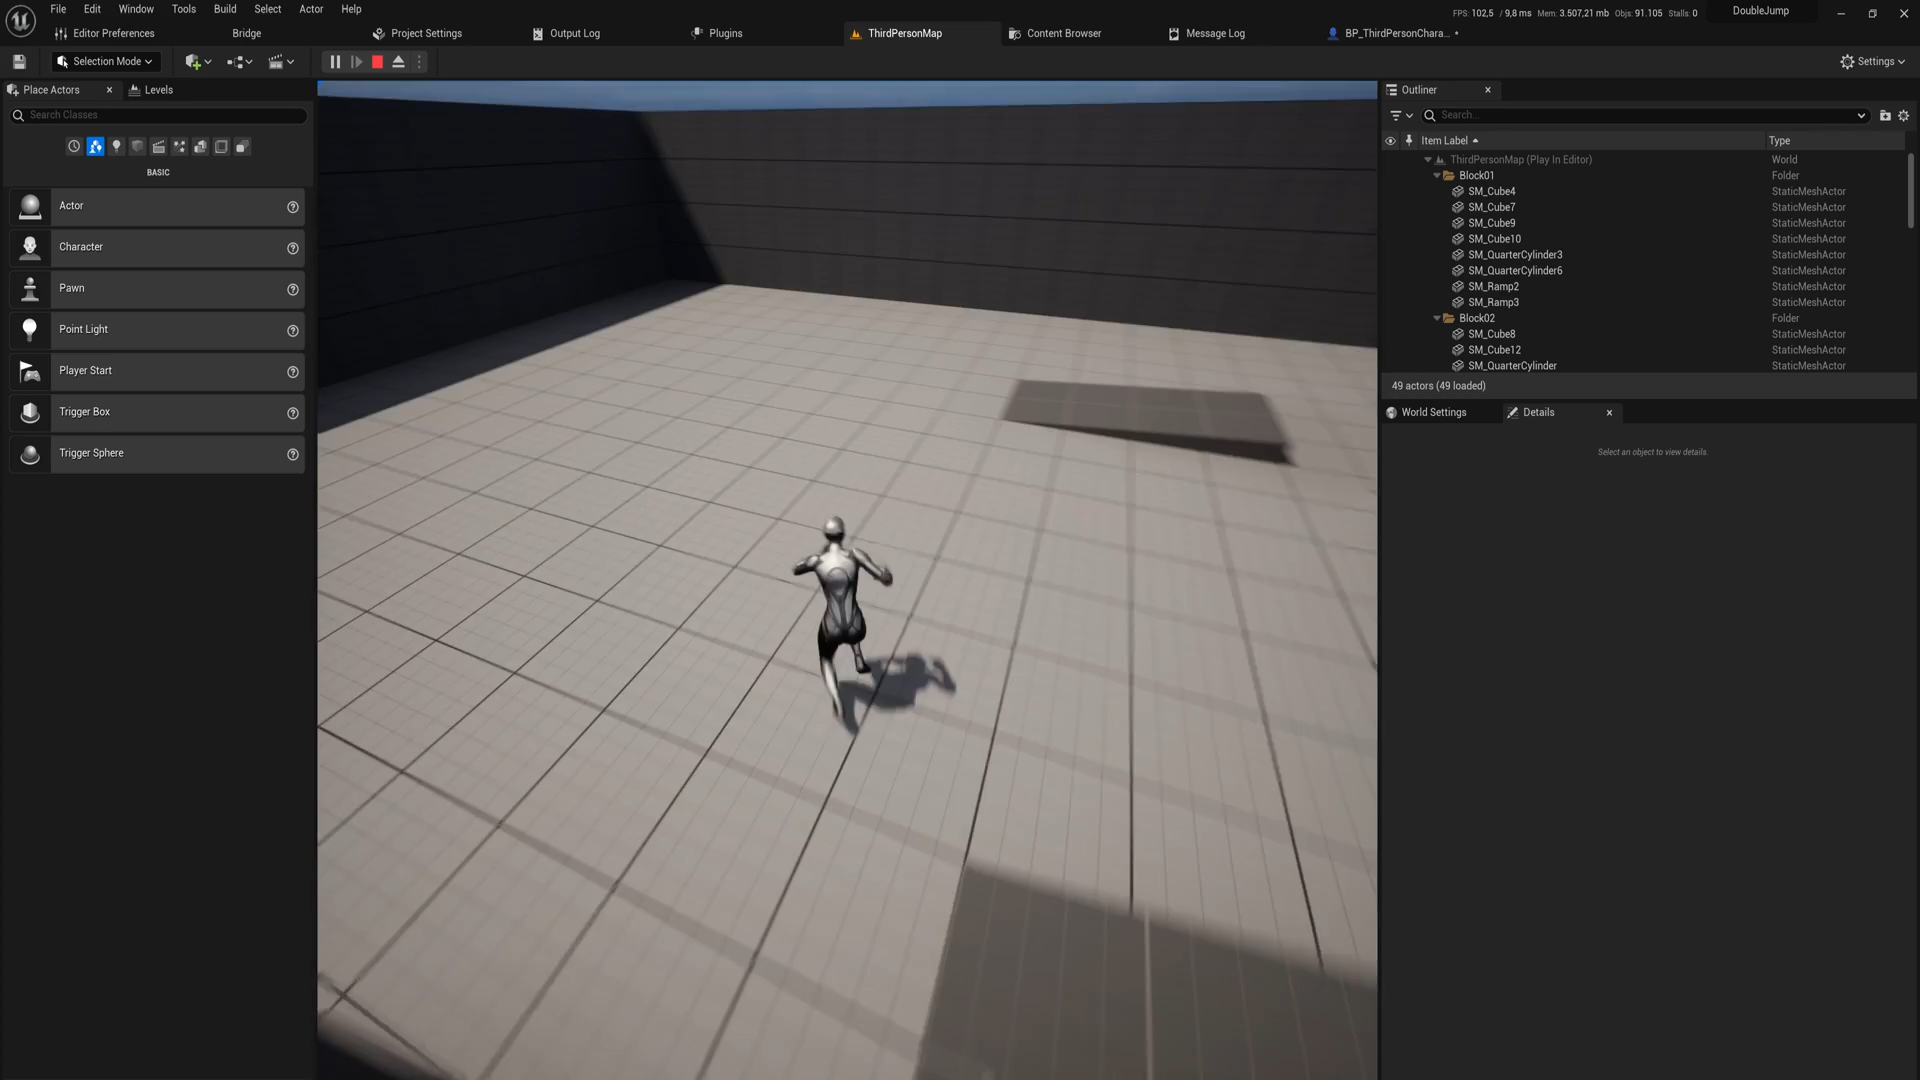 File Edit Window Tools Build Select Actor Help
FPS: 102,5 / 9,8 ms Mem: 3.507,21 mb Objs: 91.105 Stalls: 0
DoubleJump
Editor Preferences
Bridge
Project Settings
Output Log
Plugins
ThirdPersonMap
Content Browser
Message Log
BP_ThirdPersonChara... •
Selection Mode
Settings
Place Actors
Levels
Search Classes
BASIC
Actor
Character
Pawn
Point Light
Player Start
Trigger Box
Trigger Sphere
Outliner
Search...
Item Label Type
ThirdPersonMap (Play In Editor) World
Block01 Folder
SM_Cube4 StaticMeshActor
SM_Cube7 StaticMeshActor
SM_Cube9 StaticMeshActor
SM_Cube10 StaticMeshActor
SM_QuarterCylinder3 StaticMeshActor
SM_QuarterCylinder6 StaticMeshActor
SM_Ramp2 StaticMeshActor
SM_Ramp3 StaticMeshActor
Block02 Folder
SM_Cube8 StaticMeshActor
SM_Cube12 StaticMeshActor
SM_QuarterCylinder StaticMeshActor
49 actors (49 loaded)
World Settings
Details
Select an object to view details.